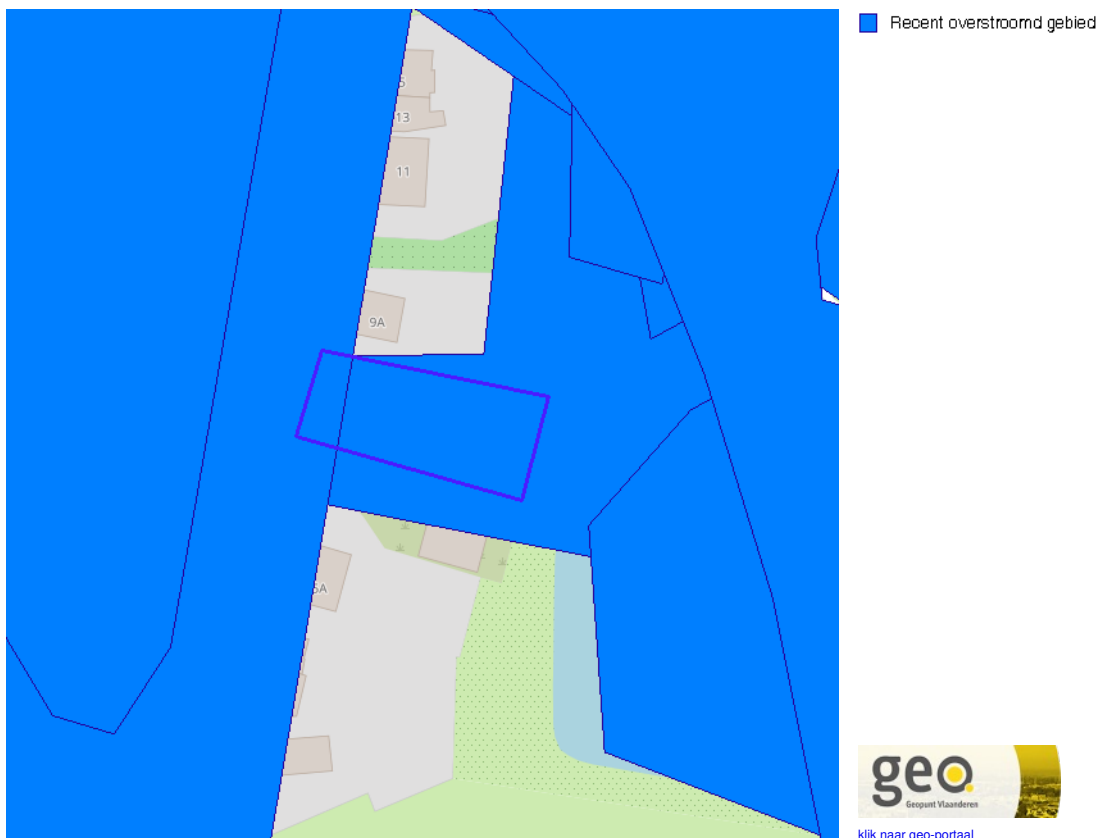 Recent overstroomd gebied
13
11
9A
geo.
Geopunt Vlaanderen
klik naar geo-portaal